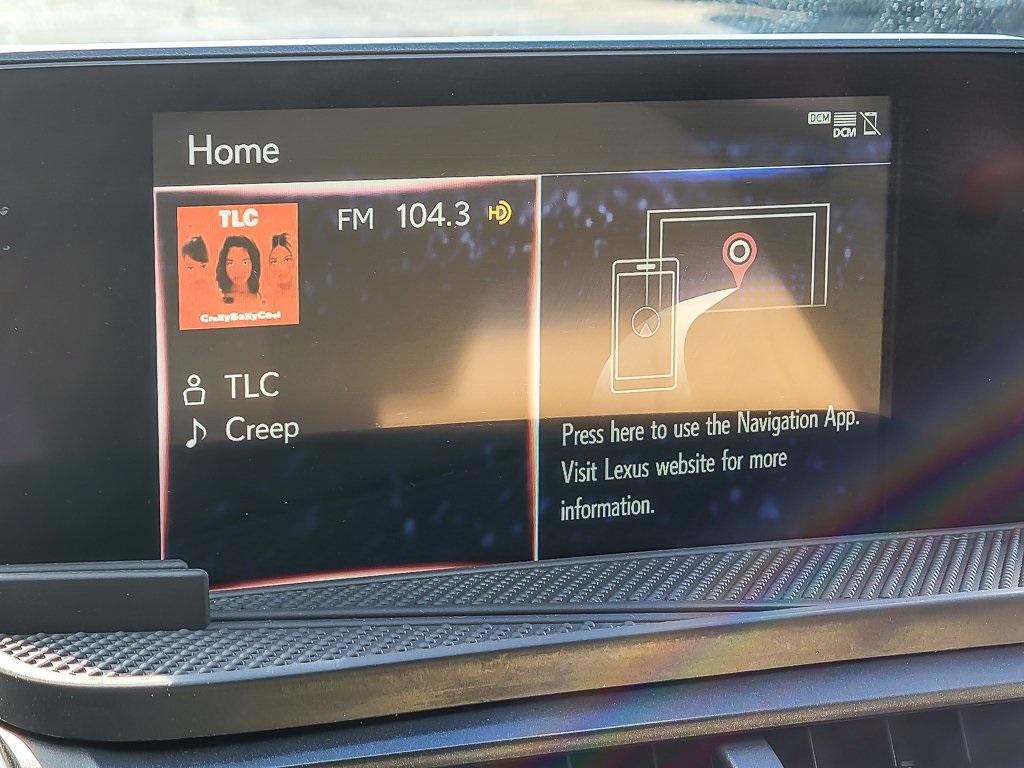 Home
DCM
DCM
TLC
CrazySexyCool
FM 104.3 HD
TLC
Creep
Press here to use the Navigation App.
Visit Lexus website for more
information.